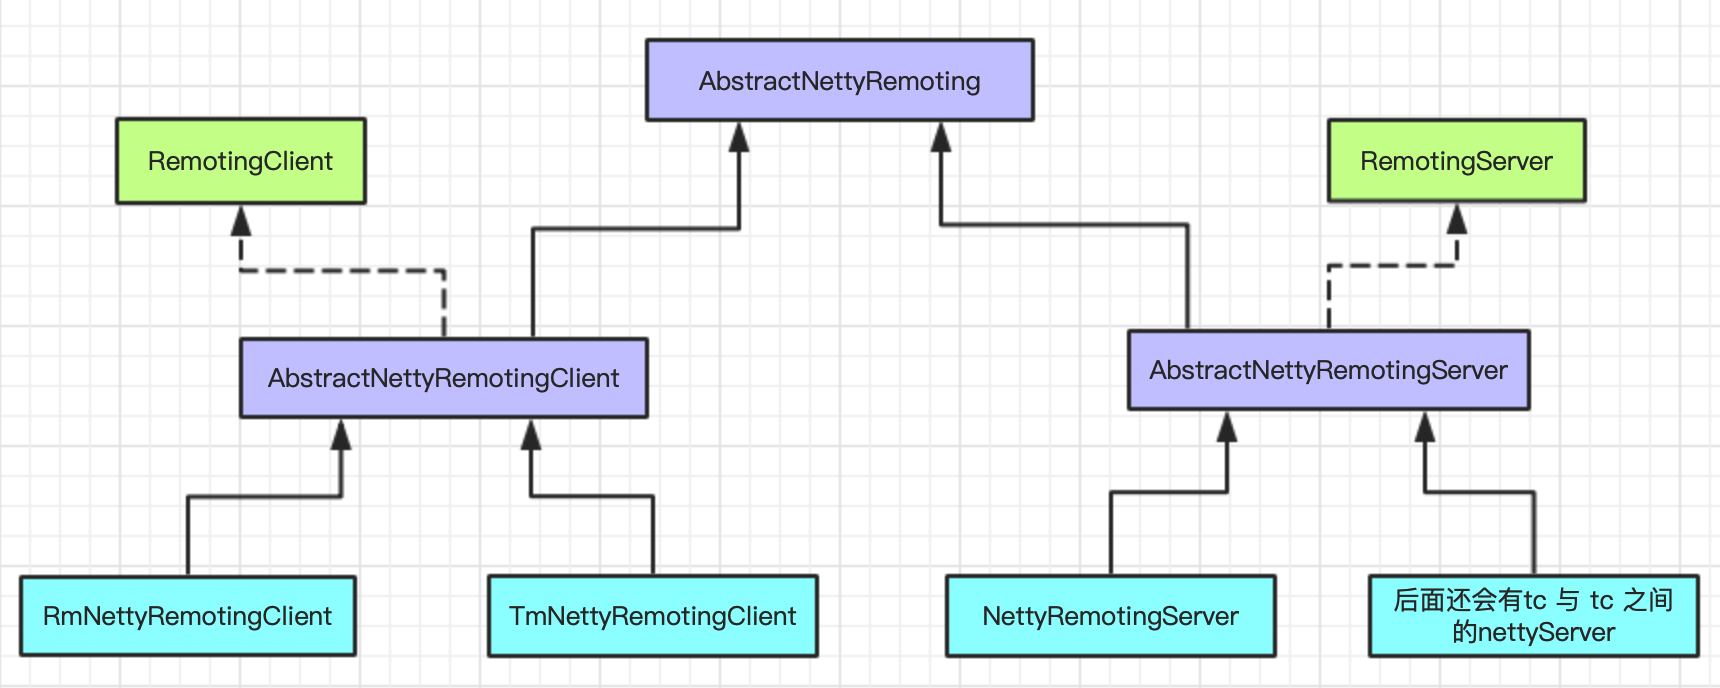 AbstractNettyRemoting
RemotingClient
RemotingServer
AbstractNettyRemotingClient
AbstractNettyRemotingServer
RmNettyRemotingClient
TmNettyRemotingClient
NettyRemotingServer
后面还会有tc 与 tc 之间
的nettyServer